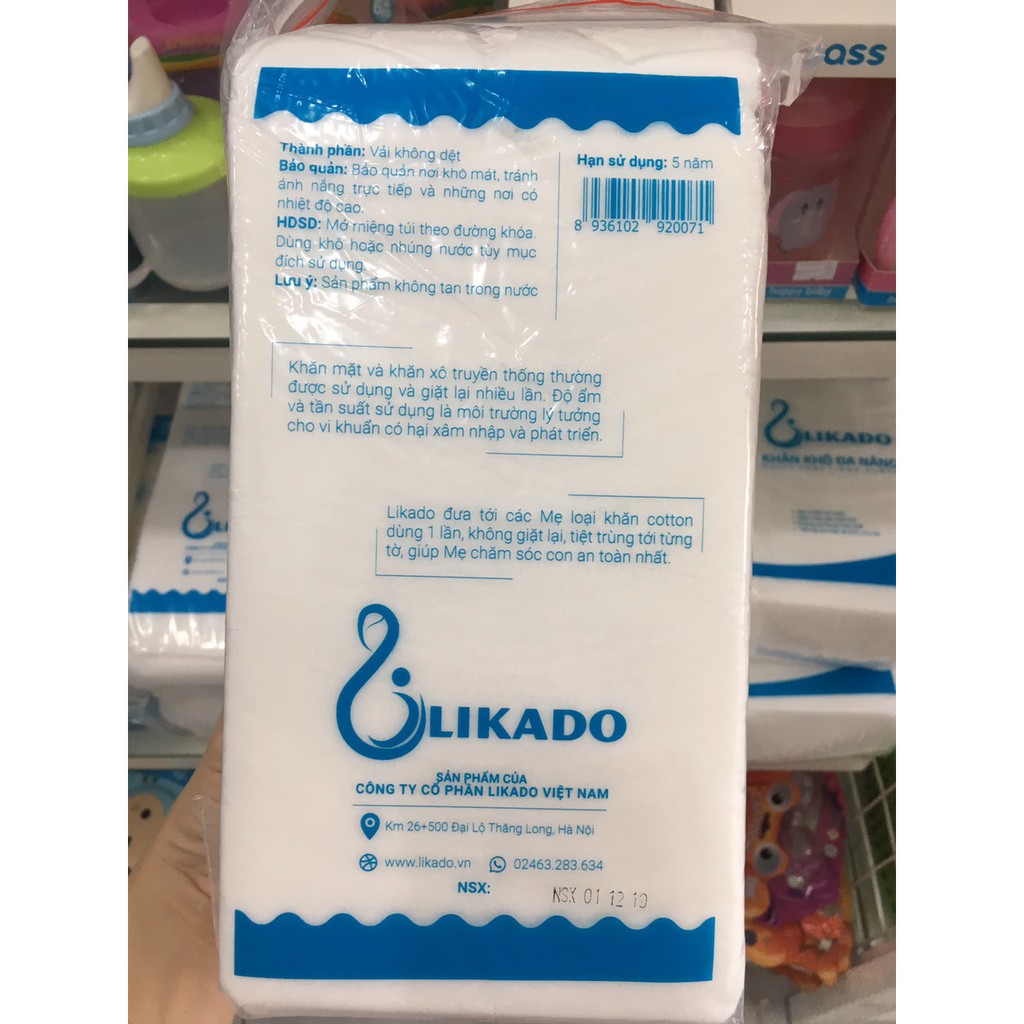 ass
Thành phần: Vải không dệt
Bảo quản: Bảo quản nơi khô mát, tránh
ánh nắng trực tiếp và những nơi có
nhiệt độ cao.
HDSD: Mở miệng túi theo đường khóa.
Dùng khô hoặc nhúng nước tùy mục
đích sử dụng.
Lưu ý: Sản phẩm không tan trong nước
Hạn sử dụng: 5 năm
8 936102 920071
Khăn mặt và khăn xô truyền thống thường
được sử dụng và giặt lại nhiều lần. Độ ẩm
và tần suất sử dụng là môi trường lý tưởng
cho vi khuẩn có hại xâm nhập và phát triển.
Likado đưa tới các Mẹ loại khăn cotton
dùng 1 lần, không giặt lại, tiệt trùng tới từng
tờ, giúp Mẹ chăm sóc con an toàn nhất.
LIKADO
SẢN PHẨM CỦA
CÔNG TY CỔ PHẦN LIKADO VIỆT NAM
Km 26+500 Đại Lộ Thăng Long, Hà Nội
www.likado.vn 02463.283.634
NSX: NSX 01 12 19
LIKADO
KHĂN KHÔ ĐA NĂNG